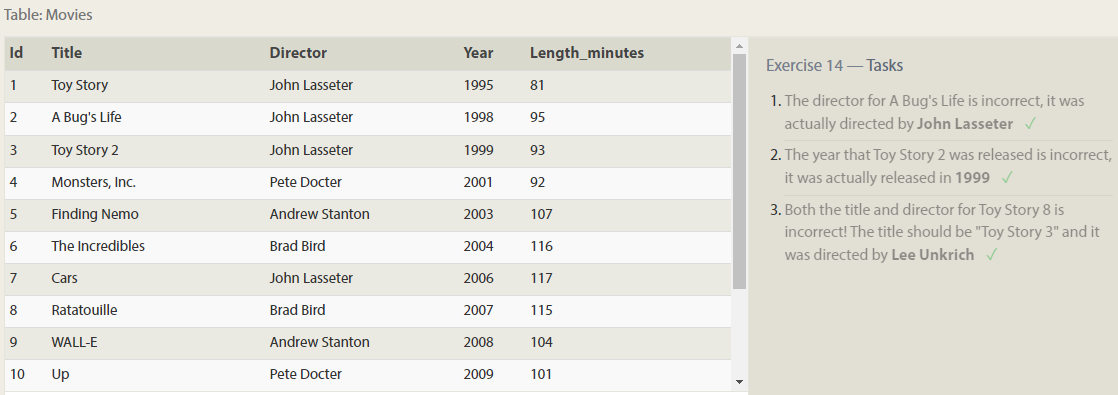 Table: Movies
Id Title Director Year Length_minutes
1 Toy Story John Lasseter 1995 81
2 A Bug's Life John Lasseter 1998 95
3 Toy Story 2 John Lasseter 1999 93
4 Monsters, Inc. Pete Docter 2001 92
5 Finding Nemo Andrew Stanton 2003 107
6 The Incredibles Brad Bird 2004 116
7 Cars John Lasseter 2006 117
8 Ratatouille Brad Bird 2007 115
9 WALL-E Andrew Stanton 2008 104
10 Up Pete Docter 2009 101
Exercise 14 — Tasks
1. The director for A Bug's Life is incorrect, it was
actually directed by John Lasseter ✓
2. The year that Toy Story 2 was released is incorrect,
it was actually released in 1999 ✓
3. Both the title and director for Toy Story 8 is
incorrect! The title should be "Toy Story 3" and it
was directed by Lee Unkrich ✓